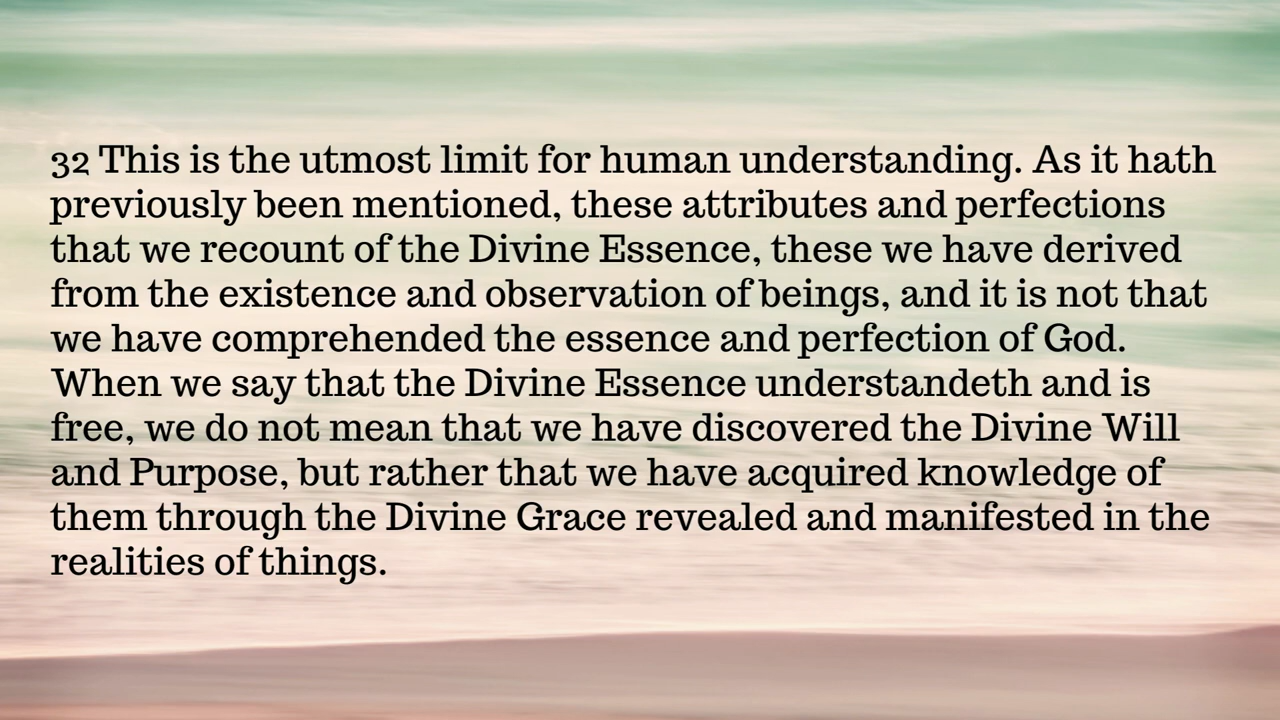 32 This is the utmost limit for human understanding. As it hath
previously been mentioned, these attributes and perfections
that we recount of the Divine Essence, these we have derived
from the existence and observation of beings, and it is not that
we have comprehended the essence and perfection of God.
When we say that the Divine Essence understandeth and is
free, we do not mean that we have discovered the Divine Will
and Purpose, but rather that we have acquired knowledge of
them through the Divine Grace revealed and manifested in the
realities of things.